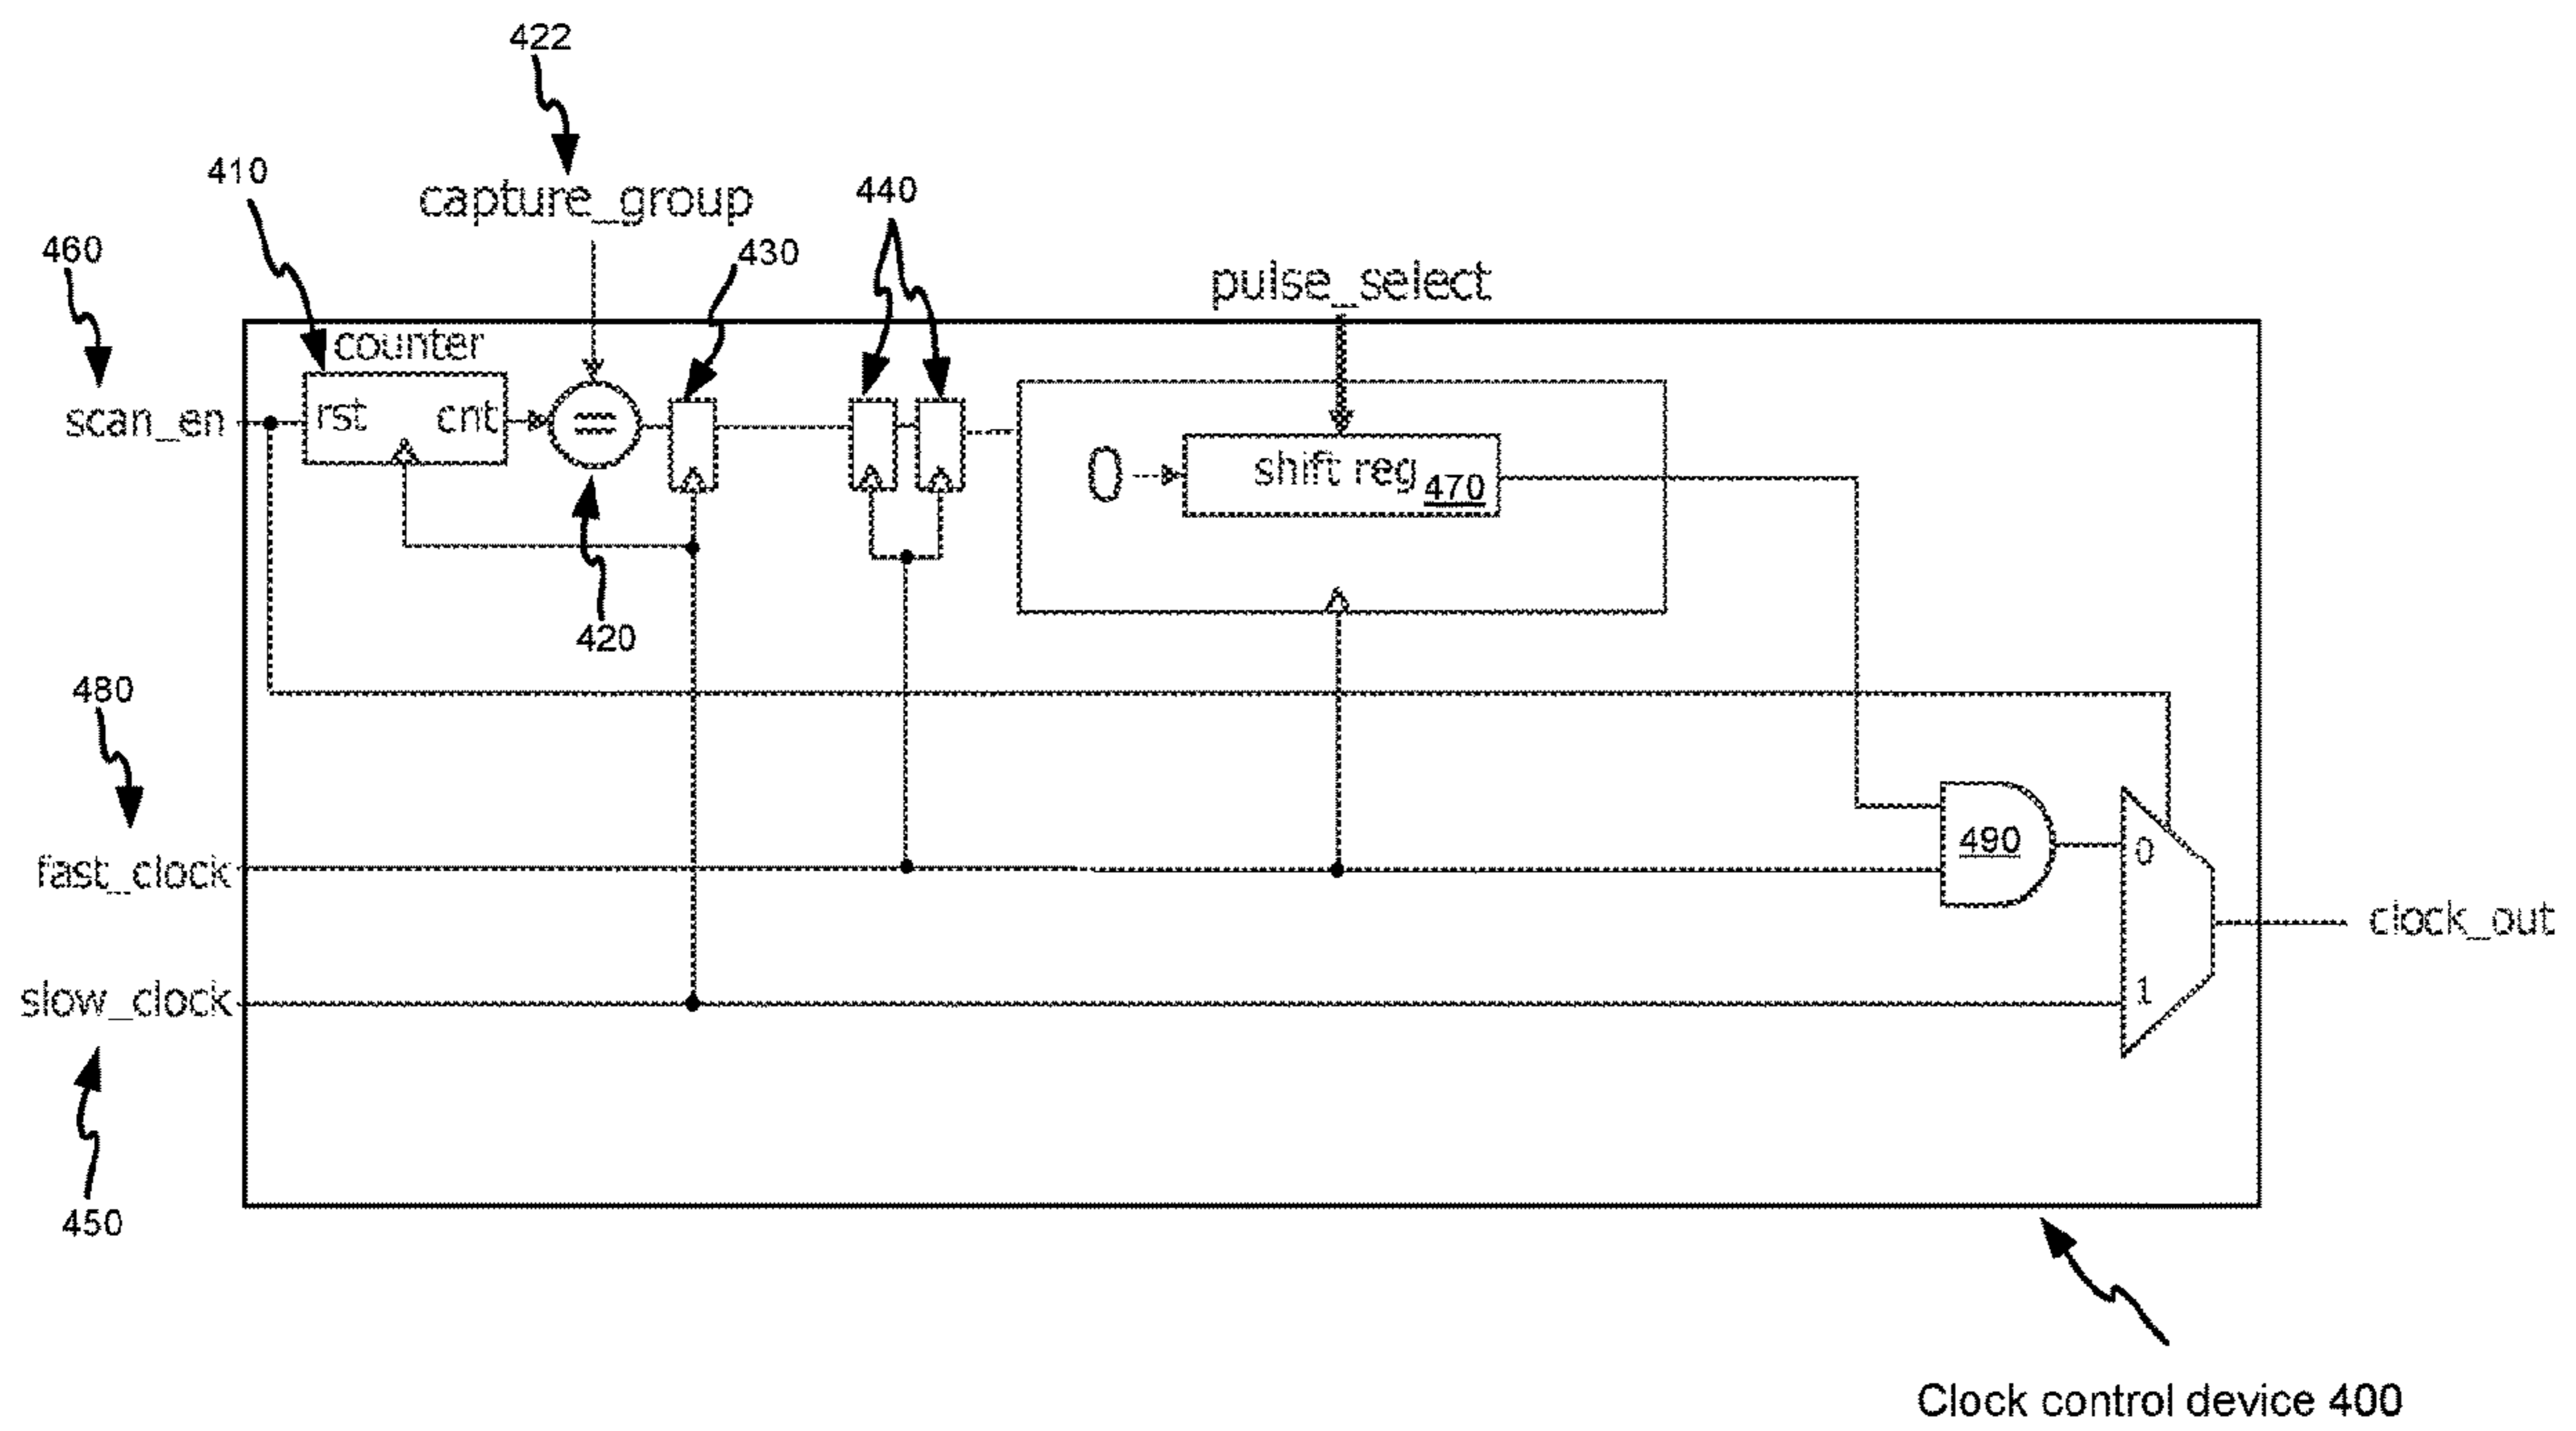 422
410
capture_group
440
430
460
pulse_select
counter
scan_en
rst
cnt
=
0
shift reg 470
420
480
490
0
fast_clock
clock_out
slow_clock
1
450
Clock control device 400